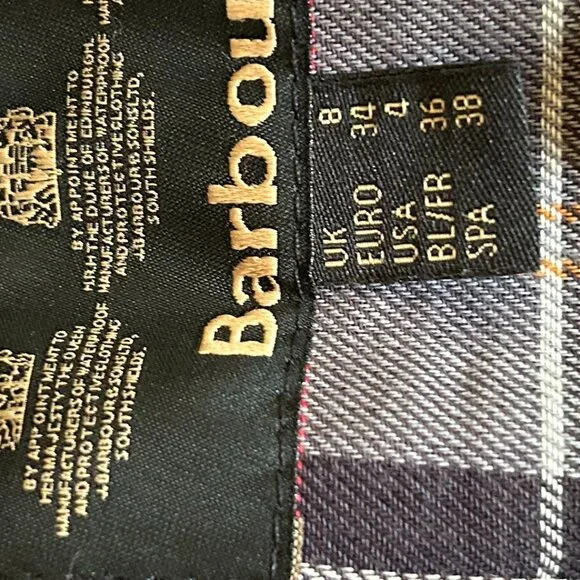 BY APPOINTMENT TO
HER MAJESTY THE QUEEN
MANUFACTURERS OF WATERPROOF
AND PROTECTIVE CLOTHING
J.BARBOUR & SONS LTD,
SOUTH SHIELDS.
BY APPOINTMENT TO
H.R.H THE DUKE OF EDINBURGH.
MANUFACTURERS OF WATERPROOF
AND PROTECTIVE CLOTHING
J.BARBOUR & SONS LTD,
SOUTH SHIELDS.
Barbou
UK 8
EURO 34
USA 4
BL/FR 36
SPA 38